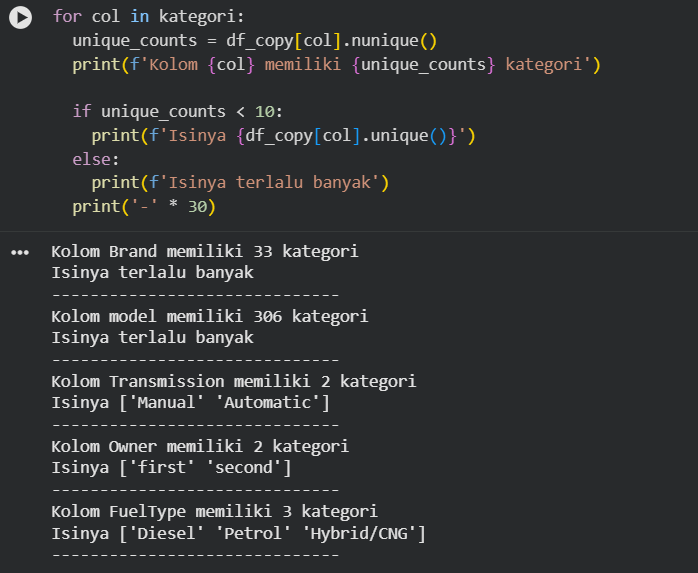 for col in kategori:
  unique_counts = df_copy[col].nunique()
  print(f'Kolom {col} memiliki {unique_counts} kategori')

  if unique_counts < 10:
    print(f'Isinya {df_copy[col].unique()}')
  else:
    print(f'Isinya terlalu banyak')
  print('-' * 30)
Kolom Brand memiliki 33 kategori
Isinya terlalu banyak
------------------------------
Kolom model memiliki 306 kategori
Isinya terlalu banyak
------------------------------
Kolom Transmission memiliki 2 kategori
Isinya ['Manual' 'Automatic']
------------------------------
Kolom Owner memiliki 2 kategori
Isinya ['first' 'second']
------------------------------
Kolom FuelType memiliki 3 kategori
Isinya ['Diesel' 'Petrol' 'Hybrid/CNG']
------------------------------